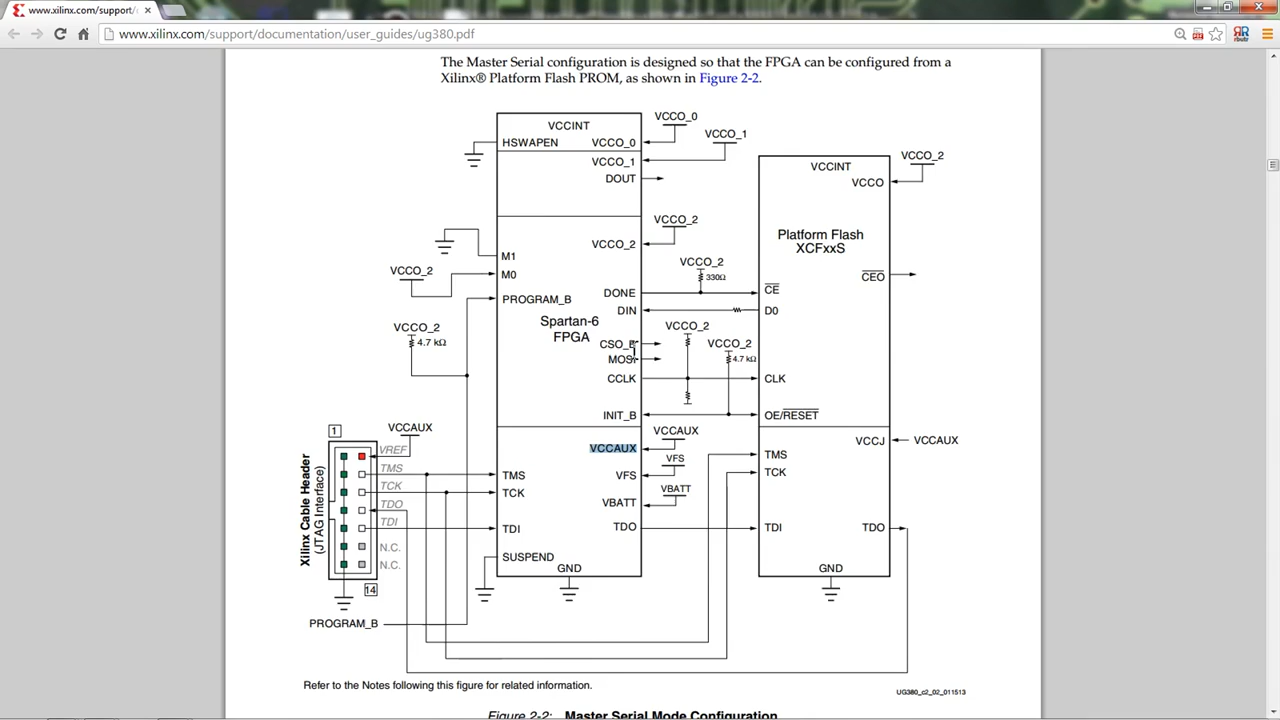 www.xilinx.com/support/
www.xilinx.com/support/documentation/user_guides/ug380.pdf
The Master Serial configuration is designed so that the FPGA can be configured from a
Xilinx® Platform Flash PROM, as shown in Figure 2-2.
VCCINT
HSWAPEN
VCCO_0
VCCO_0
VCCO_1
VCCO_1
DOUT
VCCINT
VCCO
VCCO_2
VCCO_2
VCCO_2
Platform Flash
XCFxxS
M1
M0
VCCO_2
PROGRAM_B
VCCO_2
4.7 kΩ
Spartan-6
FPGA
VCCO_2
330Ω
DONE
CE
CEO
DIN
D0
VCCO_2
CSO_B
VCCO_2
4.7 kΩ
MOSI
CCLK
CLK
INIT_B
OE/RESET
VCCAUX
VCCAUX
VCCJ
VCCAUX
VFS
VFS
VBATT
VBATT
TMS
TCK
TMS
TCK
TDI
TDO
TDI
TDO
SUSPEND
GND
GND
1
VCCAUX
VREF
TMS
TCK
TDO
TDI
N.C.
N.C.
14
Xilinx Cable Header
(JTAG Interface)
PROGRAM_B
Refer to the Notes following this figure for related information.
UG380_c2_02_011513
Figure 2-2: Master Serial Mode Configuration